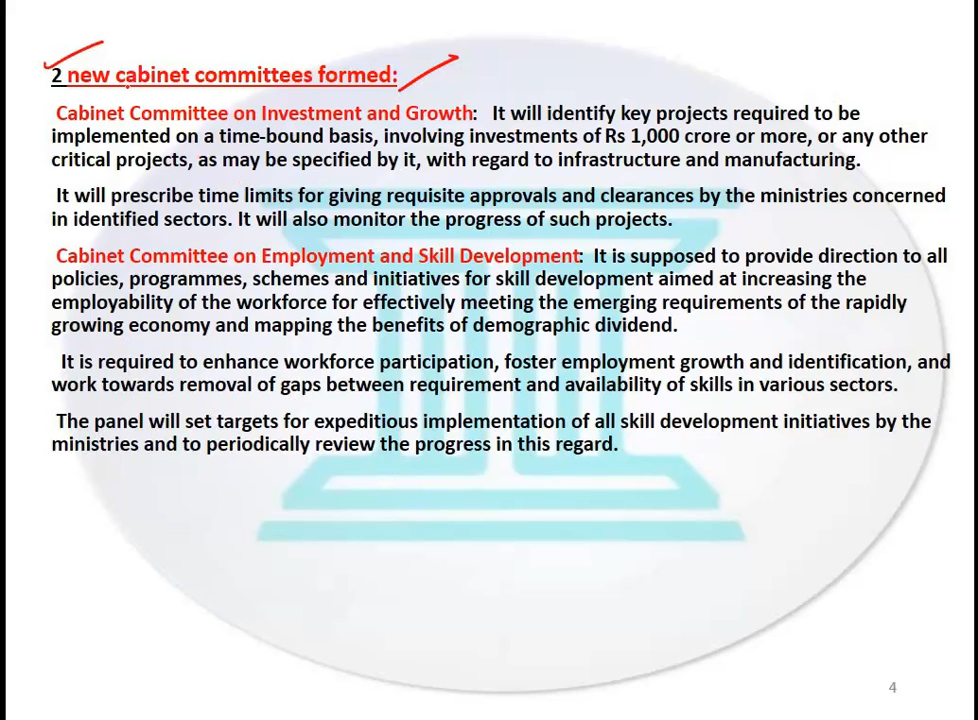 2 new cabinet committees formed:
Cabinet Committee on Investment and Growth: It will identify key projects required to be
implemented on a time-bound basis, involving investments of Rs 1,000 crore or more, or any other
critical projects, as may be specified by it, with regard to infrastructure and manufacturing.
It will prescribe time limits for giving requisite approvals and clearances by the ministries concerned
in identified sectors. It will also monitor the progress of such projects.
Cabinet Committee on Employment and Skill Development: It is supposed to provide direction to all
policies, programmes, schemes and initiatives for skill development aimed at increasing the
employability of the workforce for effectively meeting the emerging requirements of the rapidly
growing economy and mapping the benefits of demographic dividend.
It is required to enhance workforce participation, foster employment growth and identification, and
work towards removal of gaps between requirement and availability of skills in various sectors.
The panel will set targets for expeditious implementation of all skill development initiatives by the
ministries and to periodically review the progress in this regard.
4